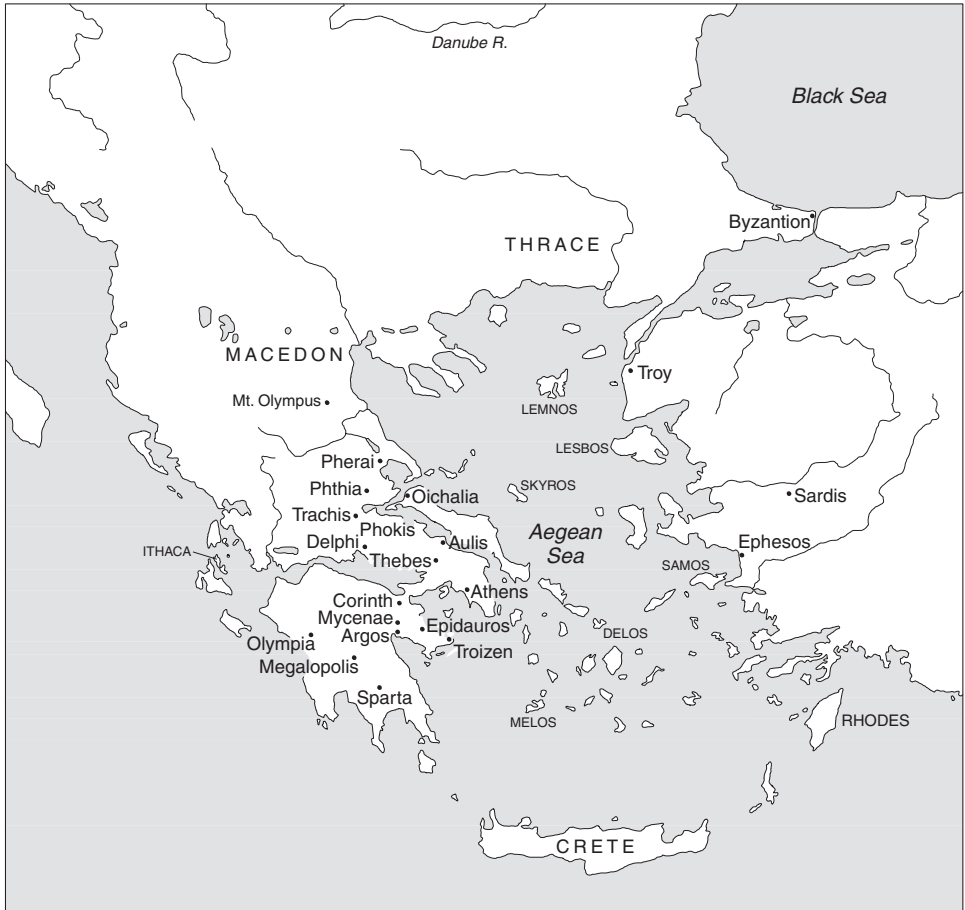 Danube R.
Black Sea
Byzantion
THRACE
MACEDON
Troy
Mt. Olympus
LEMNOS
LESBOS
Pherai
SKYROS
Phthia
Oichalia
Sardis
Trachis
Phokis
Aegean
Sea
Delphi
Aulis
Ephesos
ITHACA
Thebes
SAMOS
Athens
Corinth
Mycenae
Epidauros
Argos
DELOS
Olympia
Troizen
Megalopolis
Sparta
MELOS
RHODES
CRETE